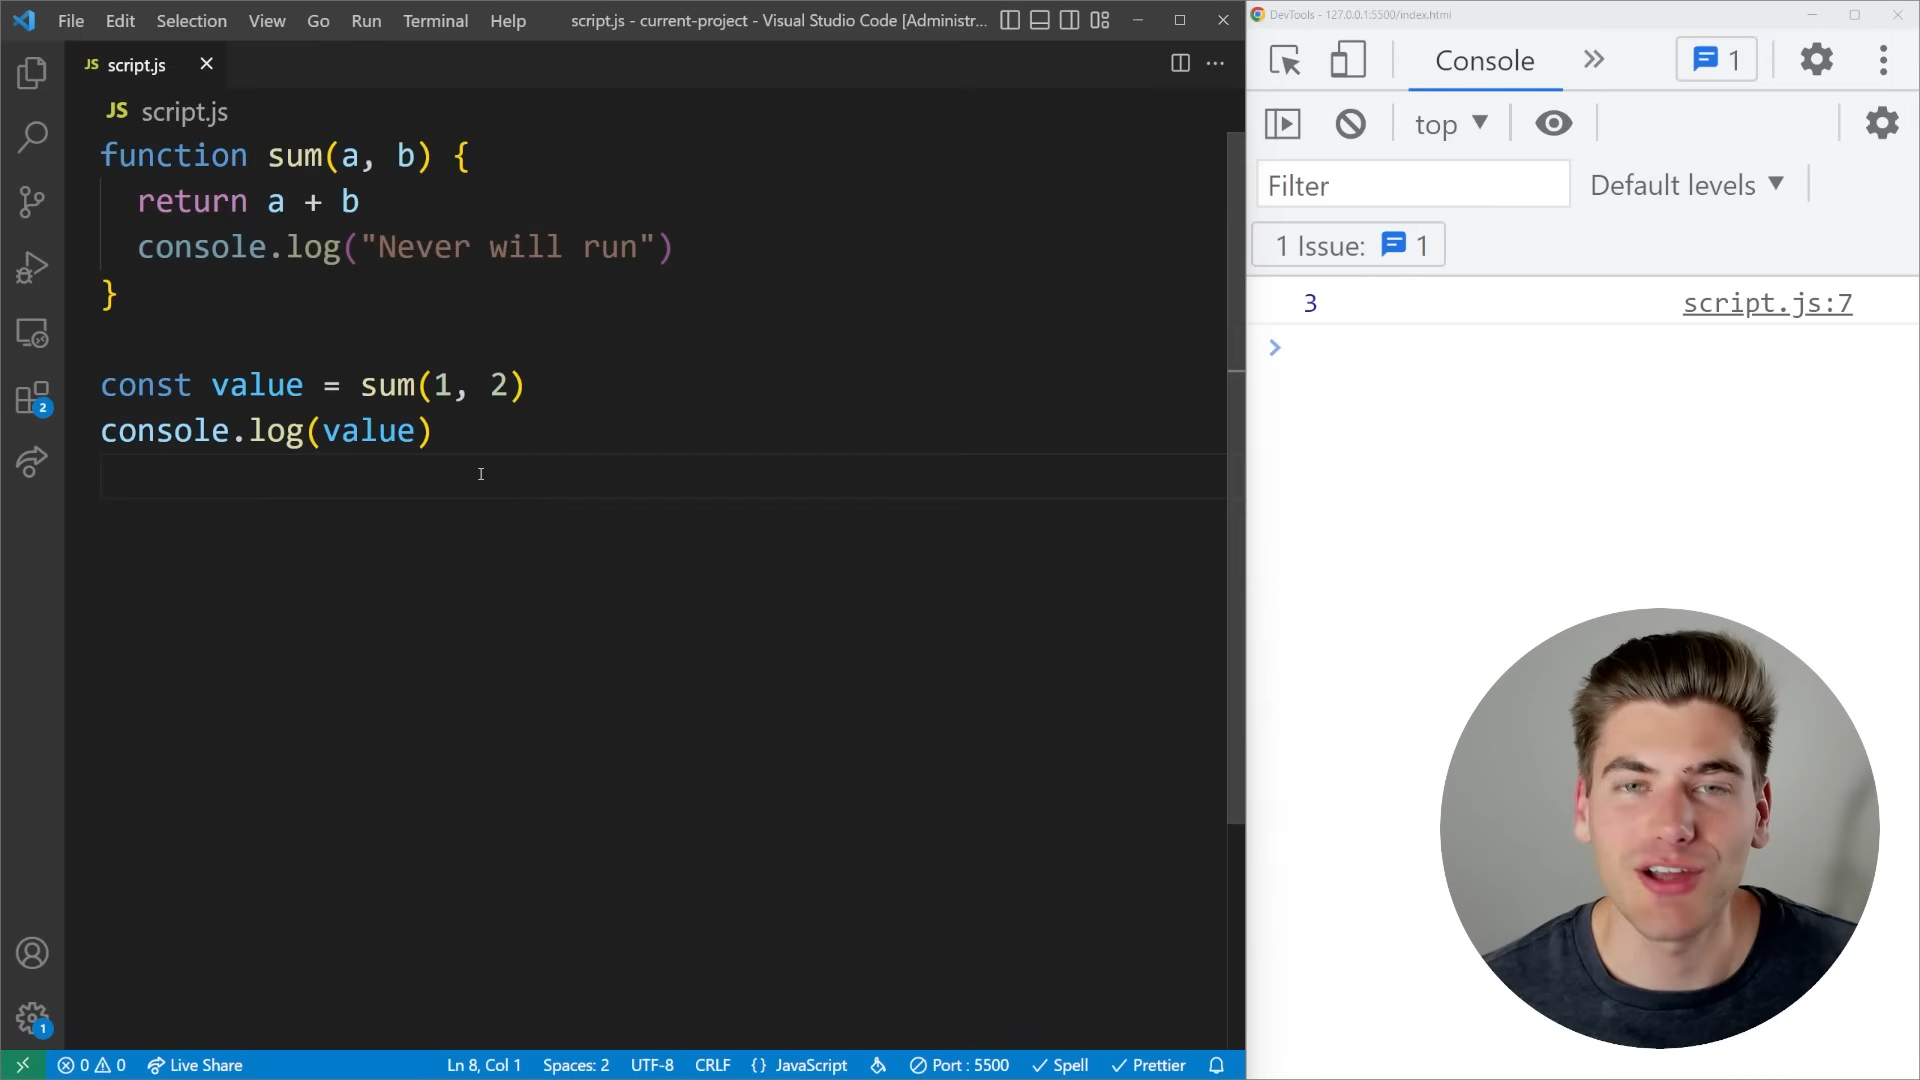 File Edit Selection View Go Run Terminal Help script.js - current-project - Visual Studio Code [Administr...
JS script.js
JS script.js
function sum(a, b) {
return a + b
console.log("Never will run")
}
const value = sum(1, 2)
console.log(value)
2
1
0 0 Live Share Ln 8, Col 1 Spaces: 2 UTF-8 CRLF {} JavaScript Port : 5500 Spell Prettier
DevTools - 127.0.0.1:5500/index.html
Console 1
top
Filter Default levels
1 Issue: 1
3 script.js:7